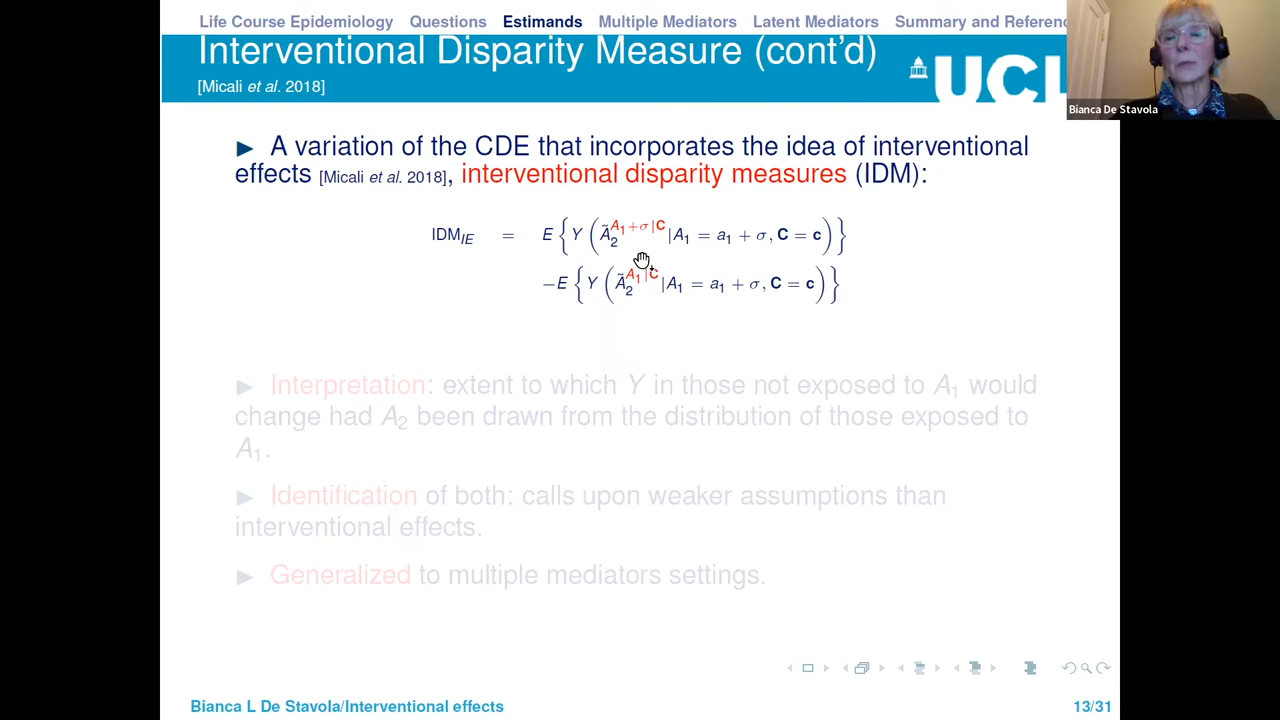 Life Course Epidemiology Questions Estimands Multiple Mediators Latent Mediators Summary and Referenc
Interventional Disparity Measure (cont'd)
[Micali et al. 2018]
UCL
Bianca De Stavola
▶ A variation of the CDE that incorporates the idea of interventional
effects [Micali et al. 2018], interventional disparity measures (IDM):
IDM_{IE} = E { Y ( Ã_2^{A_1+σ|C} | A_1 = a_1 + σ, C = c ) }
−E { Y ( Ã_2^{A_1|C} | A_1 = a_1 + σ, C = c ) }
▶ Interpretation: extent to which Y in those not exposed to A_1 would
change had A_2 been drawn from the distribution of those exposed to
A_1.
▶ Identification of both: calls upon weaker assumptions than
interventional effects.
▶ Generalized to multiple mediators settings.
Bianca L De Stavola/Interventional effects 13/31